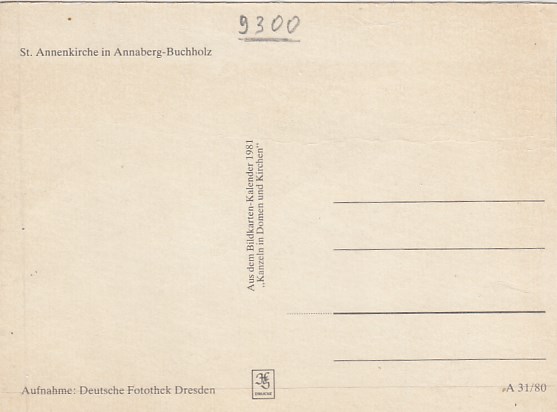 9300
St. Annenkirche in Annaberg-Buchholz
Aus dem Bildkarten-Kalender 1981
„Kanzeln in Domen und Kirchen“
Aufnahme: Deutsche Fotothek Dresden
A 31/80